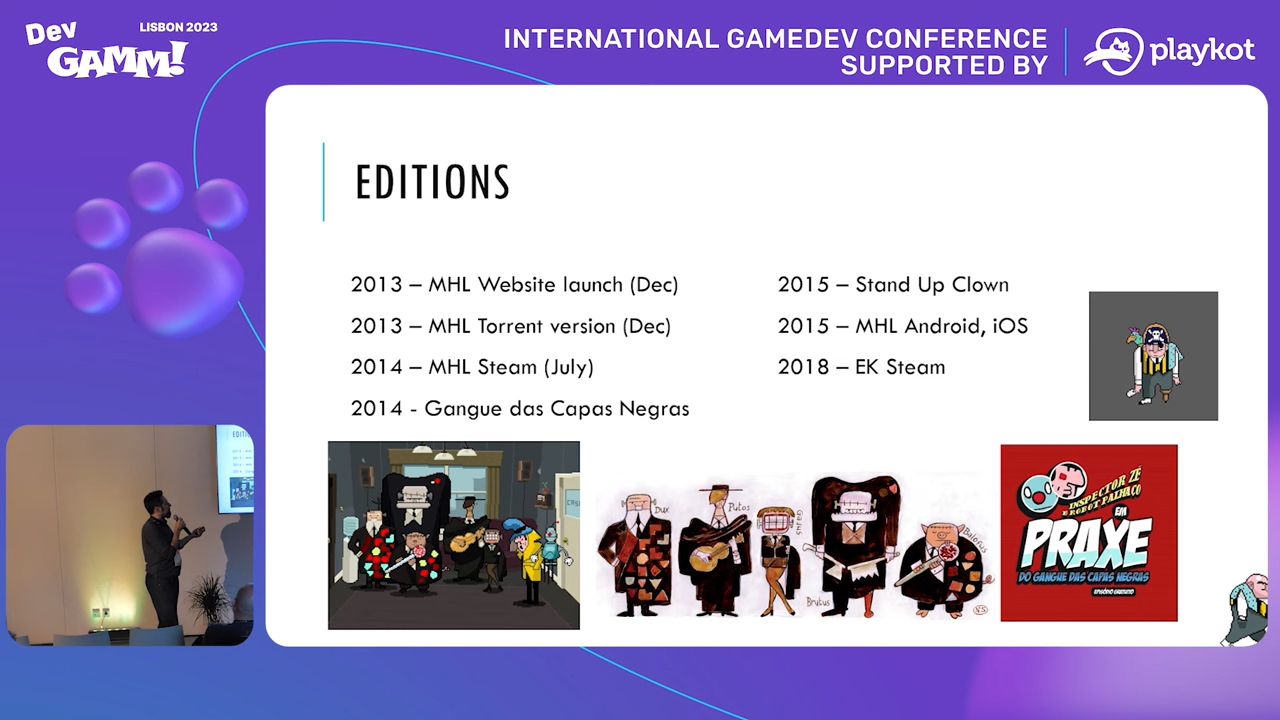 Dev
GAMM!
LISBON 2023
INTERNATIONAL GAMEDEV CONFERENCE
SUPPORTED BY
playkot
EDITIONS
2013 – MHL Website launch (Dec)
2013 – MHL Torrent version (Dec)
2014 – MHL Steam (July)
2014 - Gangue das Capas Negras
2015 – Stand Up Clown
2015 – MHL Android, iOS
2018 – EK Steam
Dux
Putos
Brutus
INSPECTOR ZÉ
E ROBOT PALHAÇO
EM
PRAXE
DO GANGUE DAS CAPAS NEGRAS
EPISÓDIO GRATUITO